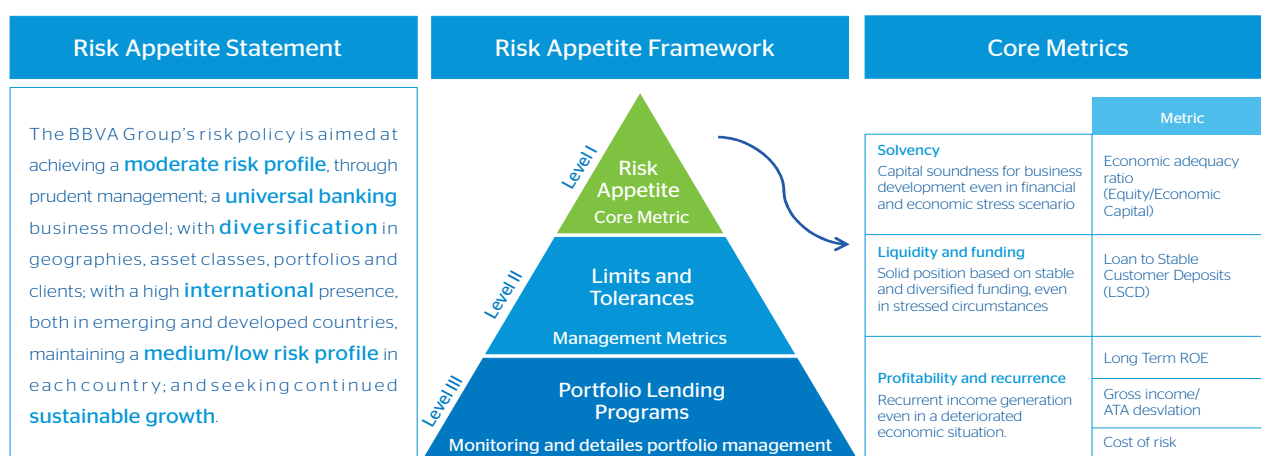 Risk Appetite Statement
The BBVA Group's risk policy is aimed at
achieving a moderate risk profile, through
prudent management; a universal banking
business model; with diversification in
geographies, asset classes, portfolios and
clients; with a high international presence,
both in emerging and developed countries,
maintaining a medium/low risk profile in
each country; and seeking continued
sustainable growth.
Risk Appetite Framework
Level I
Risk
Appetite
Core Metric
Level II
Limits and
Tolerances
Management Metrics
Level III
Portfolio Lending
Programs
Monitoring and detailes portfolio management
Core Metrics
Metric
Solvency
Capital soundness for business
development even in financial
and economic stress scenario
Economic adequacy
ratio
(Equity/Economic
Capital)
Liquidity and funding
Solid position based on stable
and diversified funding, even
in stressed circumstances
Loan to Stable
Customer Deposits
(LSCD)
Profitability and recurrence
Recurrent income generation
even in a deteriorated
economic situation.
Long Term ROE
Gross income/
ATA desvlation
Cost of risk